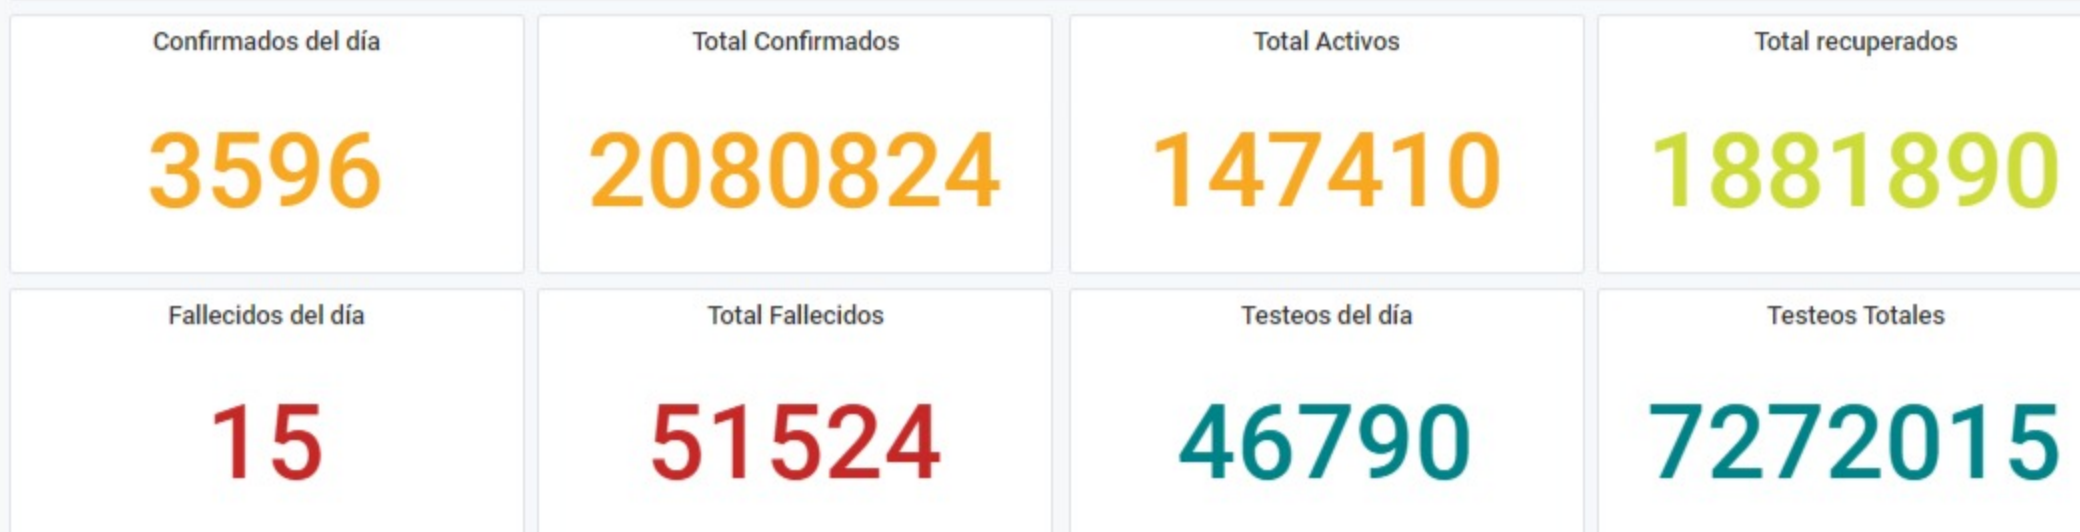 Confirmados del día
3596
Total Confirmados
2080824
Total Activos
147410
Total recuperados
1881890
Fallecidos del día
15
Total Fallecidos
51524
Testeos del día
46790
Testeos Totales
7272015